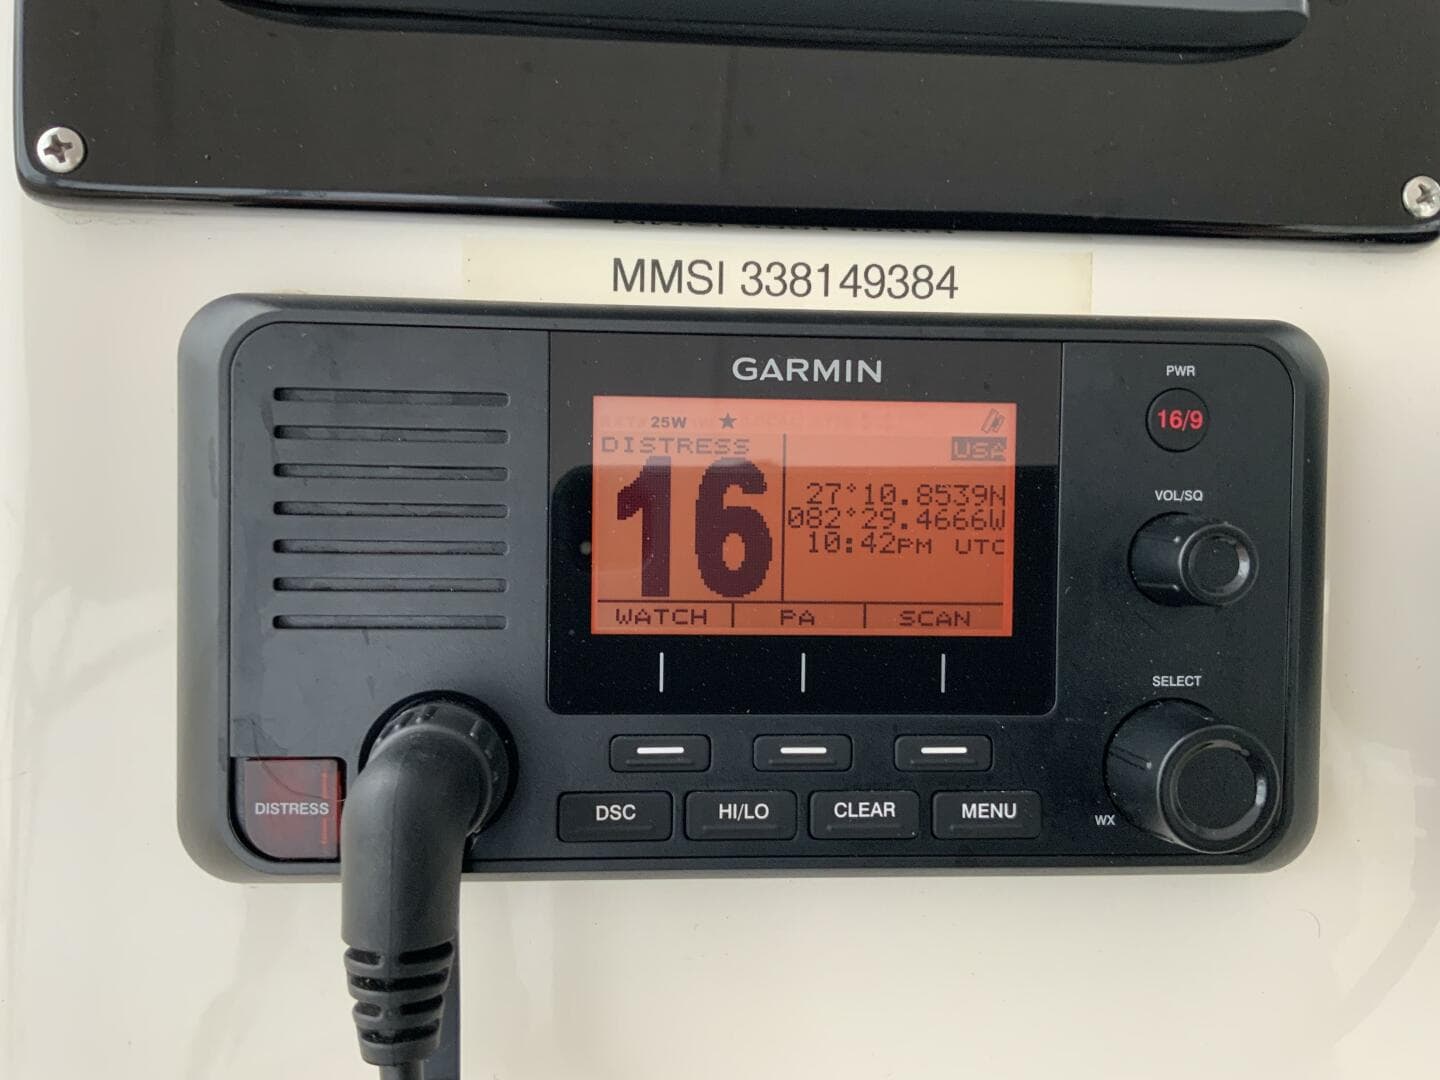 MMSI 338149384
GARMIN
PWR
16/9
25W
DISTRESS
USA
16
27°10.8539N
082°29.4666W
10:42PM UTC
WATCH PA SCAN
VOL/SQ
SELECT
WX
DISTRESS
DSC HI/LO CLEAR MENU